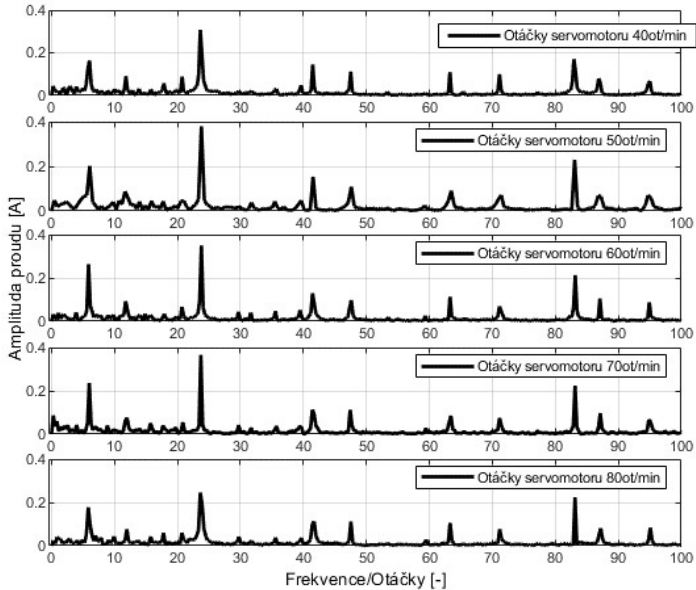 0.4
Otáčky servomotoru 40ot/min
0.2
0
0 10 20 30 40 50 60 70 80 90 100
0.4
Otáčky servomotoru 50ot/min
0.2
0
0 10 20 30 40 50 60 70 80 90 100
0.4
Otáčky servomotoru 60ot/min
0.2
0
0 10 20 30 40 50 60 70 80 90 100
0.4
Otáčky servomotoru 70ot/min
0.2
0
0 10 20 30 40 50 60 70 80 90 100
0.4
Otáčky servomotoru 80ot/min
0.2
0
0 10 20 30 40 50 60 70 80 90 100
Amplituda proudu [A]
Frekvence/Otáčky [-]